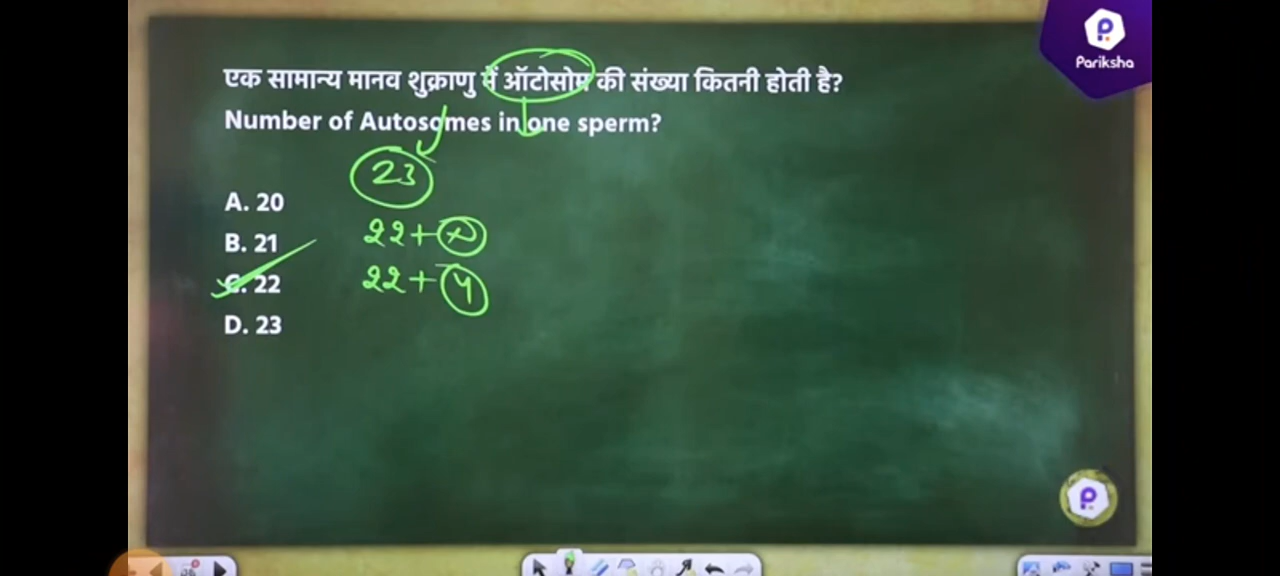 Pariksha
एक सामान्य मानव शुक्राणु में ऑटोसोम की संख्या कितनी होती है?
Number of Autosomes in one sperm?
23
A. 20
22+X
B. 21
22+Y
C. 22
D. 23